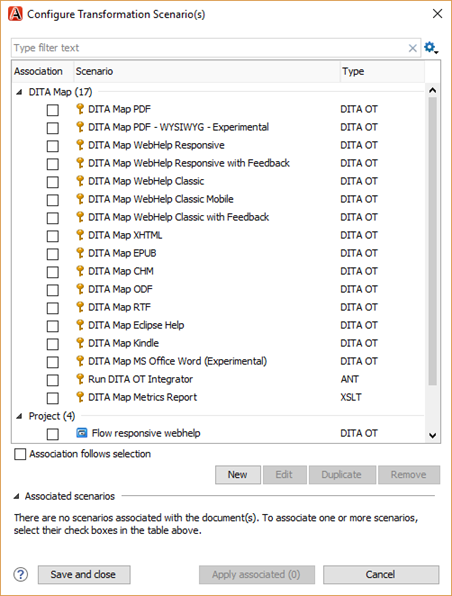 Configure Transformation Scenario(s)
Type filter text
Association Scenario Type
DITA Map (17)
DITA Map PDF DITA OT
DITA Map PDF - WYSIWYG - Experimental DITA OT
DITA Map WebHelp Responsive DITA OT
DITA Map WebHelp Responsive with Feedback DITA OT
DITA Map WebHelp Classic DITA OT
DITA Map WebHelp Classic Mobile DITA OT
DITA Map WebHelp Classic with Feedback DITA OT
DITA Map XHTML DITA OT
DITA Map EPUB DITA OT
DITA Map CHM DITA OT
DITA Map ODF DITA OT
DITA Map RTF DITA OT
DITA Map Eclipse Help DITA OT
DITA Map Kindle DITA OT
DITA Map MS Office Word (Experimental) DITA OT
Run DITA OT Integrator ANT
DITA Map Metrics Report XSLT
Project (4)
Flow responsive webhelp DITA OT
Association follows selection
New Edit Duplicate Remove
Associated scenarios
There are no scenarios associated with the document(s). To associate one or more scenarios,
select their check boxes in the table above.
? Save and close Apply associated (0) Cancel